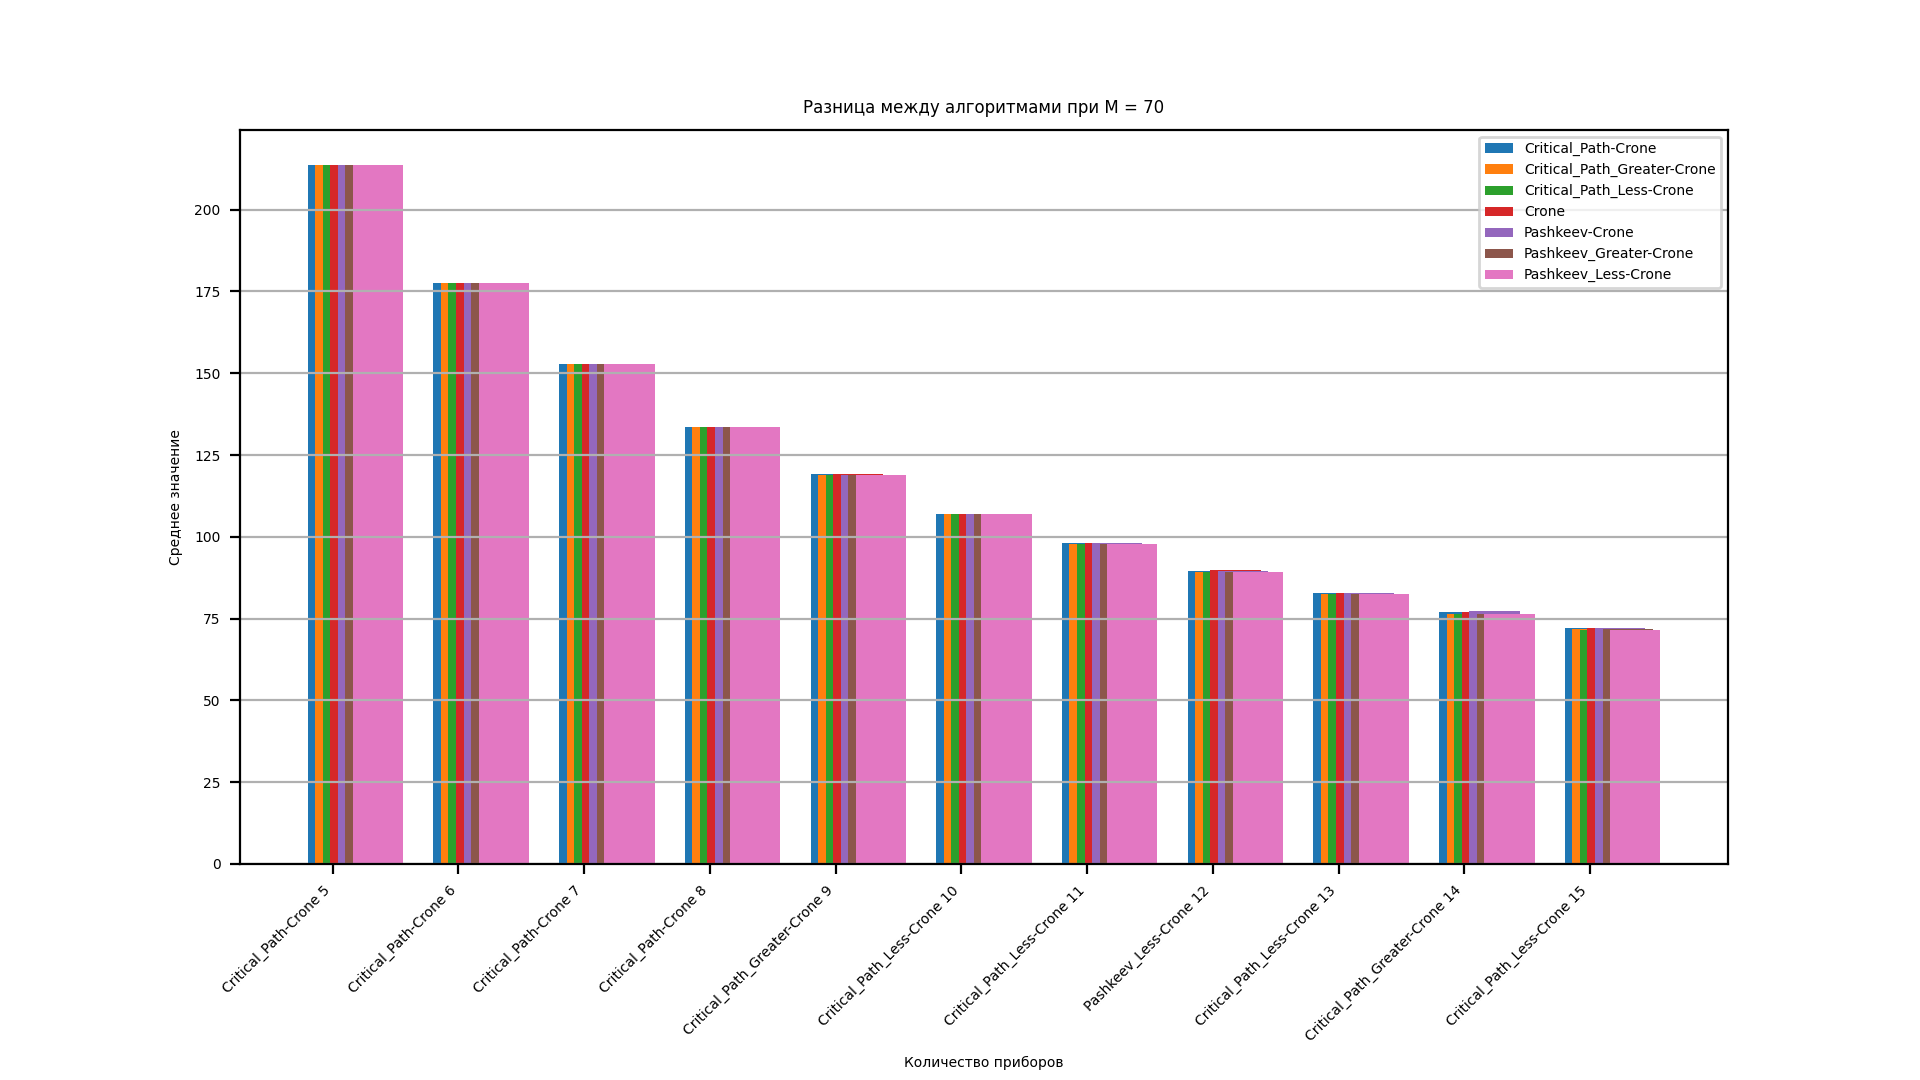 Разница между алгоритмами при M = 70
Critical_Path-Crone
Critical_Path_Greater-Crone
Critical_Path_Less-Crone
Crone
Pashkeev-Crone
Pashkeev_Greater-Crone
Pashkeev_Less-Crone
Среднее значение
200
175
150
125
100
75
50
25
0
Critical_Path-Crone 5
Critical_Path-Crone 6
Critical_Path-Crone 7
Critical_Path-Crone 8
Critical_Path_Greater-Crone 9
Critical_Path_Less-Crone 10
Critical_Path_Less-Crone 11
Pashkeev_Less-Crone 12
Critical_Path_Less-Crone 13
Critical_Path_Greater-Crone 14
Critical_Path_Less-Crone 15
Количество приборов